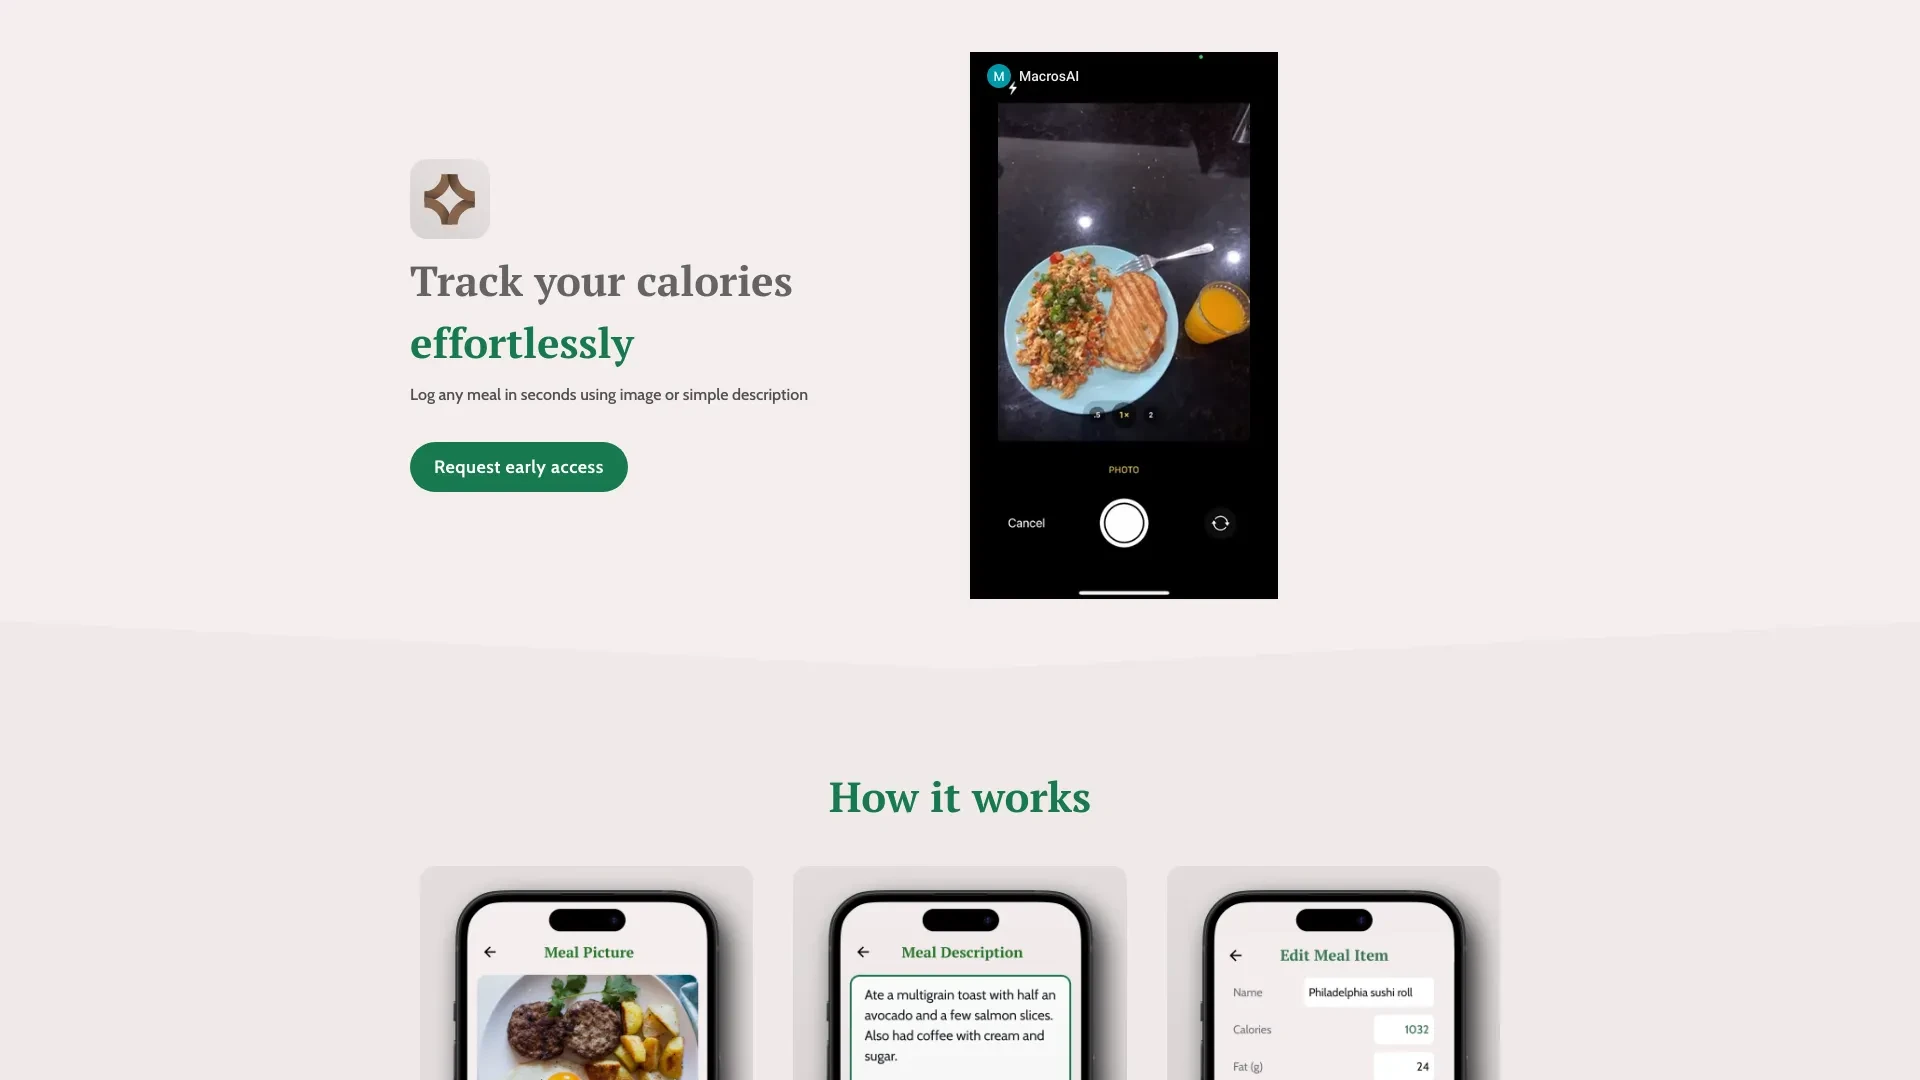 M MacrosAI
Track your calories
effortlessly
Log any meal in seconds using image or simple description
Request early access
.5 1× 2
PHOTO
Cancel
How it works
Meal Picture
Meal Description
Ate a multigrain toast with half an
avocado and a few salmon slices.
Also had coffee with cream and
sugar.
Edit Meal Item
Name Philadelphia sushi roll
Calories 1032
Fat (g) 24